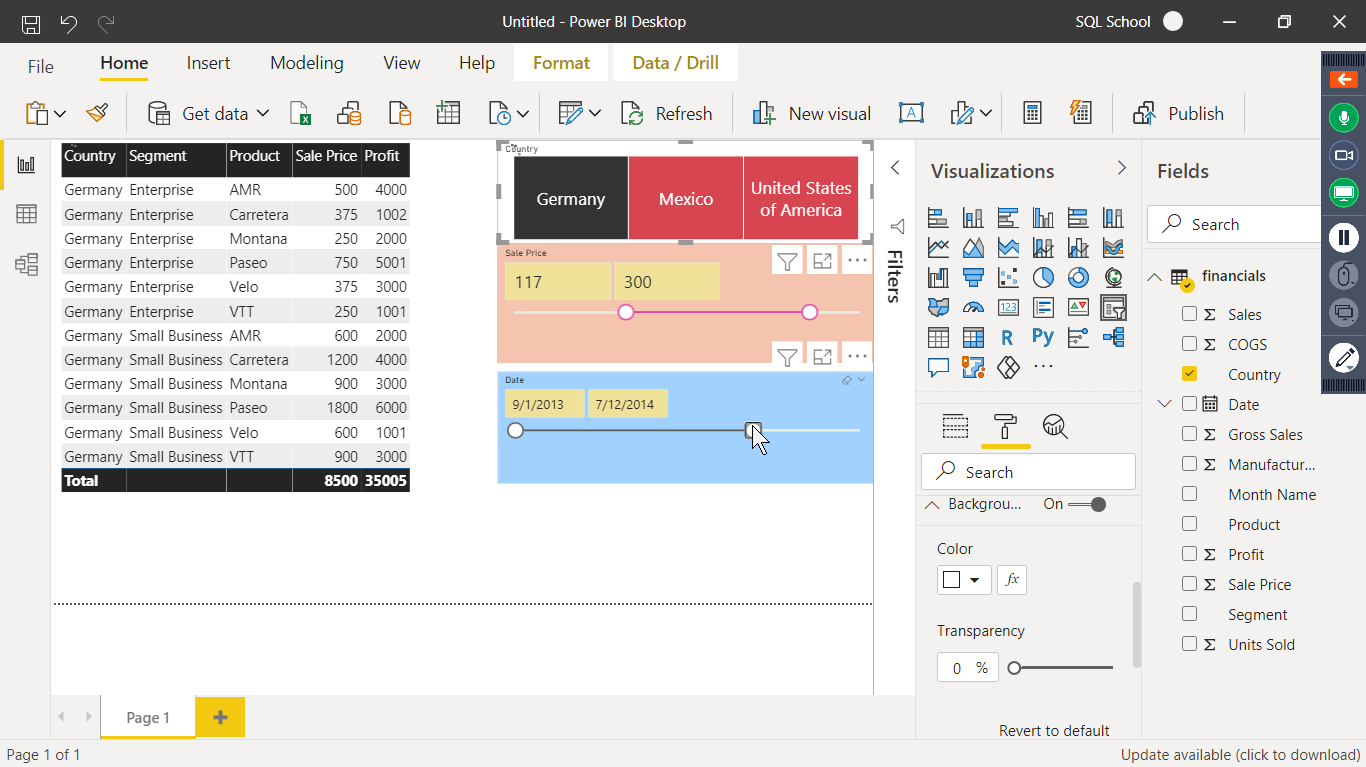 Untitled - Power BI Desktop
SQL School
File
Home
Insert
Modeling
View
Help
Format
Data / Drill
Get data
Refresh
New visual
Publish
Country Segment Product Sale Price Profit
Germany Enterprise AMR 500 4000
Germany Enterprise Carretera 375 1002
Germany Enterprise Montana 250 2000
Germany Enterprise Paseo 750 5001
Germany Enterprise Velo 375 3000
Germany Enterprise VTT 250 1001
Germany Small Business AMR 600 2000
Germany Small Business Carretera 1200 4000
Germany Small Business Montana 900 3000
Germany Small Business Paseo 1800 6000
Germany Small Business Velo 600 1001
Germany Small Business VTT 900 3000
Total 8500 35005
Country
Germany
Mexico
United States
of America
Sale Price
117
300
Date
9/1/2013
7/12/2014
Filters
Visualizations
R
Py
123
Search
Backgrou... On
Color
fx
Transparency
0 %
Revert to default
Fields
Search
financials
Sales
COGS
Country
Date
Gross Sales
Manufactur...
Month Name
Product
Profit
Sale Price
Segment
Units Sold
Page 1
Page 1 of 1
Update available (click to download)